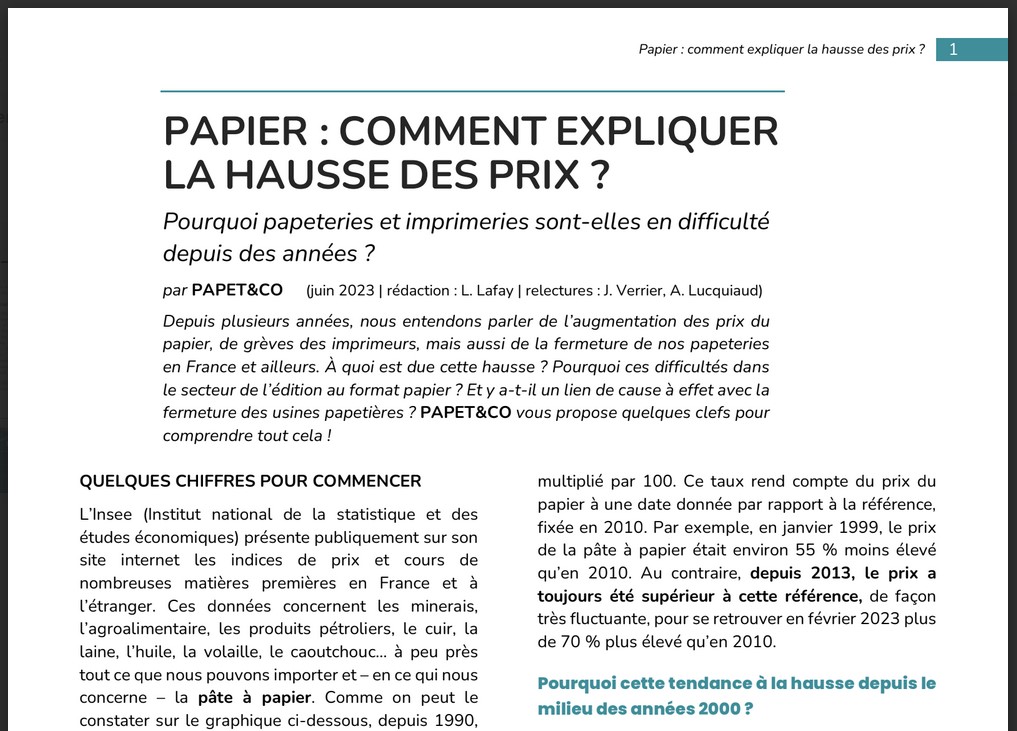 Papier : comment expliquer la hausse des prix ? 1
PAPIER : COMMENT EXPLIQUER
LA HAUSSE DES PRIX ?
Pourquoi papeteries et imprimeries sont-elles en difficulté
depuis des années ?
par PAPET&CO (juin 2023 | rédaction : L. Lafay | relectures : J. Verrier, A. Lucquiaud)
Depuis plusieurs années, nous entendons parler de l’augmentation des prix du
papier, de grèves des imprimeurs, mais aussi de la fermeture de nos papeteries
en France et ailleurs. À quoi est due cette hausse ? Pourquoi ces difficultés dans
le secteur de l’édition au format papier ? Et y a-t-il un lien de cause à effet avec la
fermeture des usines papetières ? PAPET&CO vous propose quelques clefs pour
comprendre tout cela !
QUELQUES CHIFFRES POUR COMMENCER
L’Insee (Institut national de la statistique et des
études économiques) présente publiquement sur son
site internet les indices de prix et cours de
nombreuses matières premières en France et à
l’étranger. Ces données concernent les minerais,
l’agroalimentaire, les produits pétroliers, le cuir, la
laine, l’huile, la volaille, le caoutchouc… à peu près
tout ce que nous pouvons importer et – en ce qui nous
concerne – la pâte à papier. Comme on peut le
constater sur le graphique ci-dessous, depuis 1990,
multiplié par 100. Ce taux rend compte du prix du
papier à une date donnée par rapport à la référence,
fixée en 2010. Par exemple, en janvier 1999, le prix
de la pâte à papier était environ 55 % moins élevé
qu’en 2010. Au contraire, depuis 2013, le prix a
toujours été supérieur à cette référence, de façon
très fluctuante, pour se retrouver en février 2023 plus
de 70 % plus élevé qu’en 2010.
Pourquoi cette tendance à la hausse depuis le
milieu des années 2000 ?